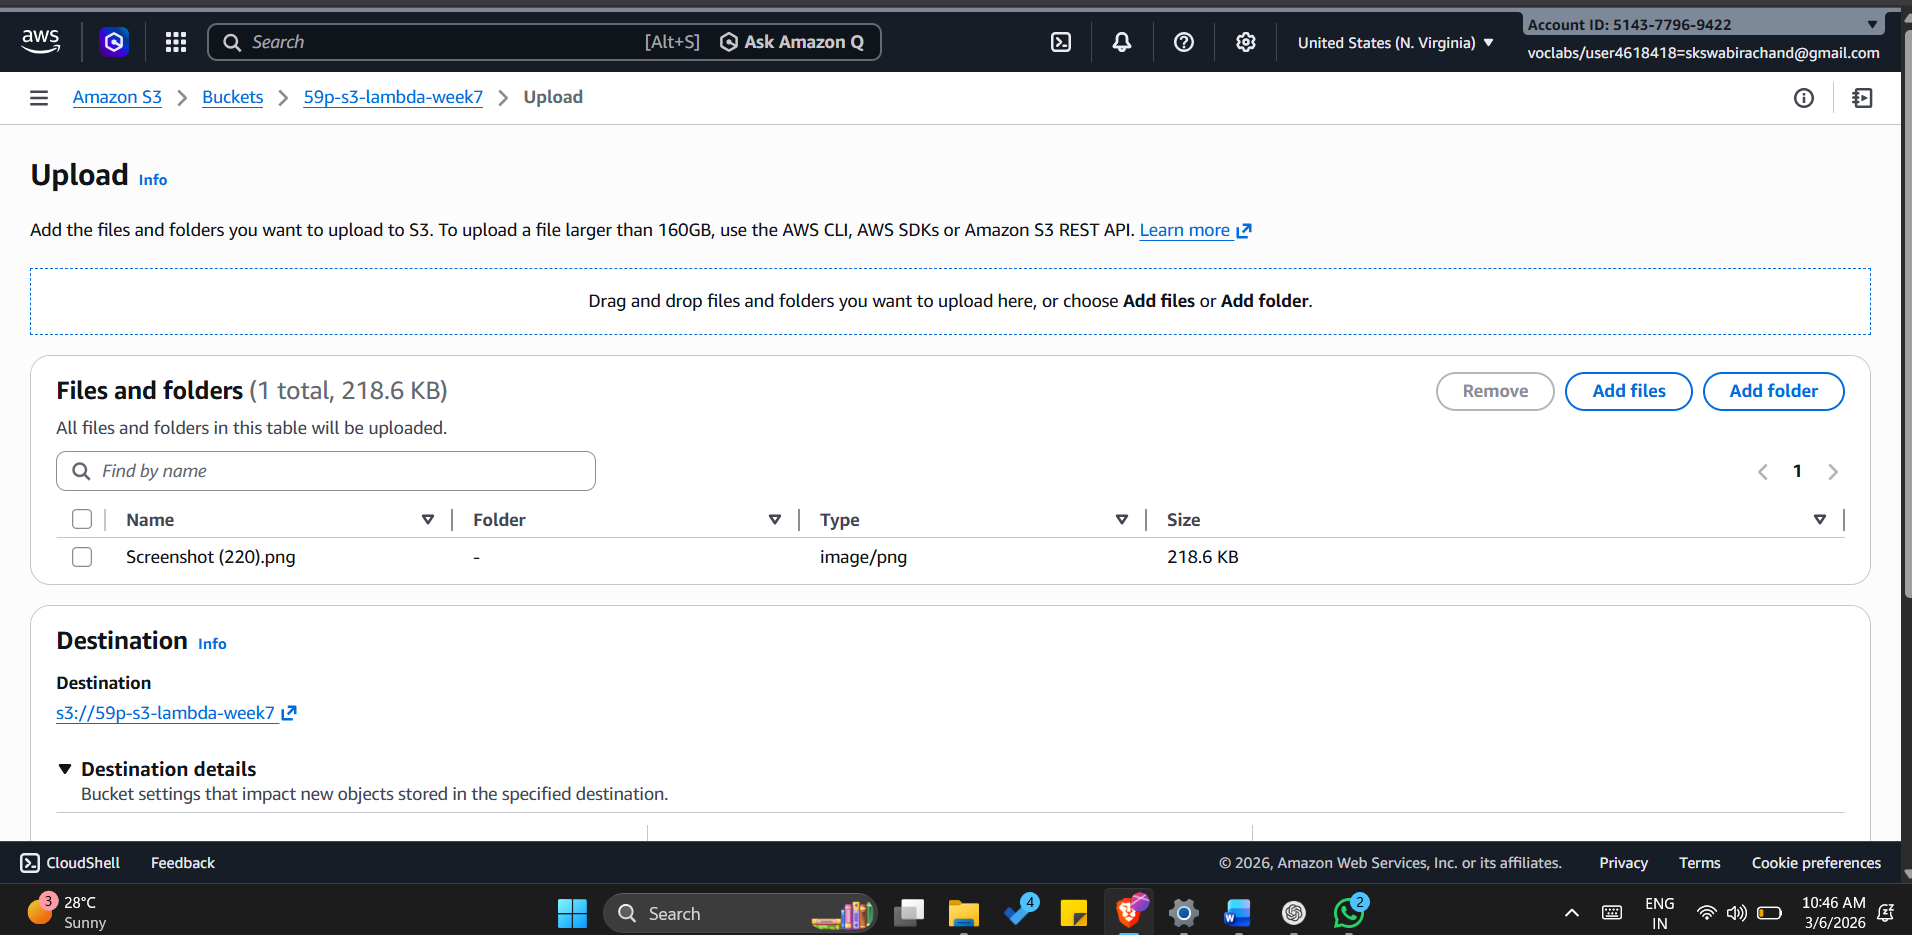 aws
Search [Alt+S] Ask Amazon Q
United States (N. Virginia)
Account ID: 5143-7796-9422
voclabs/user4618418=skswabirachand@gmail.com
Amazon S3 > Buckets > 59p-s3-lambda-week7 > Upload
Upload Info
Add the files and folders you want to upload to S3. To upload a file larger than 160GB, use the AWS CLI, AWS SDKs or Amazon S3 REST API. Learn more
Drag and drop files and folders you want to upload here, or choose Add files or Add folder.
Files and folders (1 total, 218.6 KB)
Remove Add files Add folder
All files and folders in this table will be uploaded.
Find by name
1
Name Folder Type Size
Screenshot (220).png - image/png 218.6 KB
Destination Info
Destination
s3://59p-s3-lambda-week7
Destination details
Bucket settings that impact new objects stored in the specified destination.
CloudShell Feedback © 2026, Amazon Web Services, Inc. or its affiliates. Privacy Terms Cookie preferences
3
28°C
Sunny
Search
4
W
2
ENG
IN
10:46 AM
3/6/2026